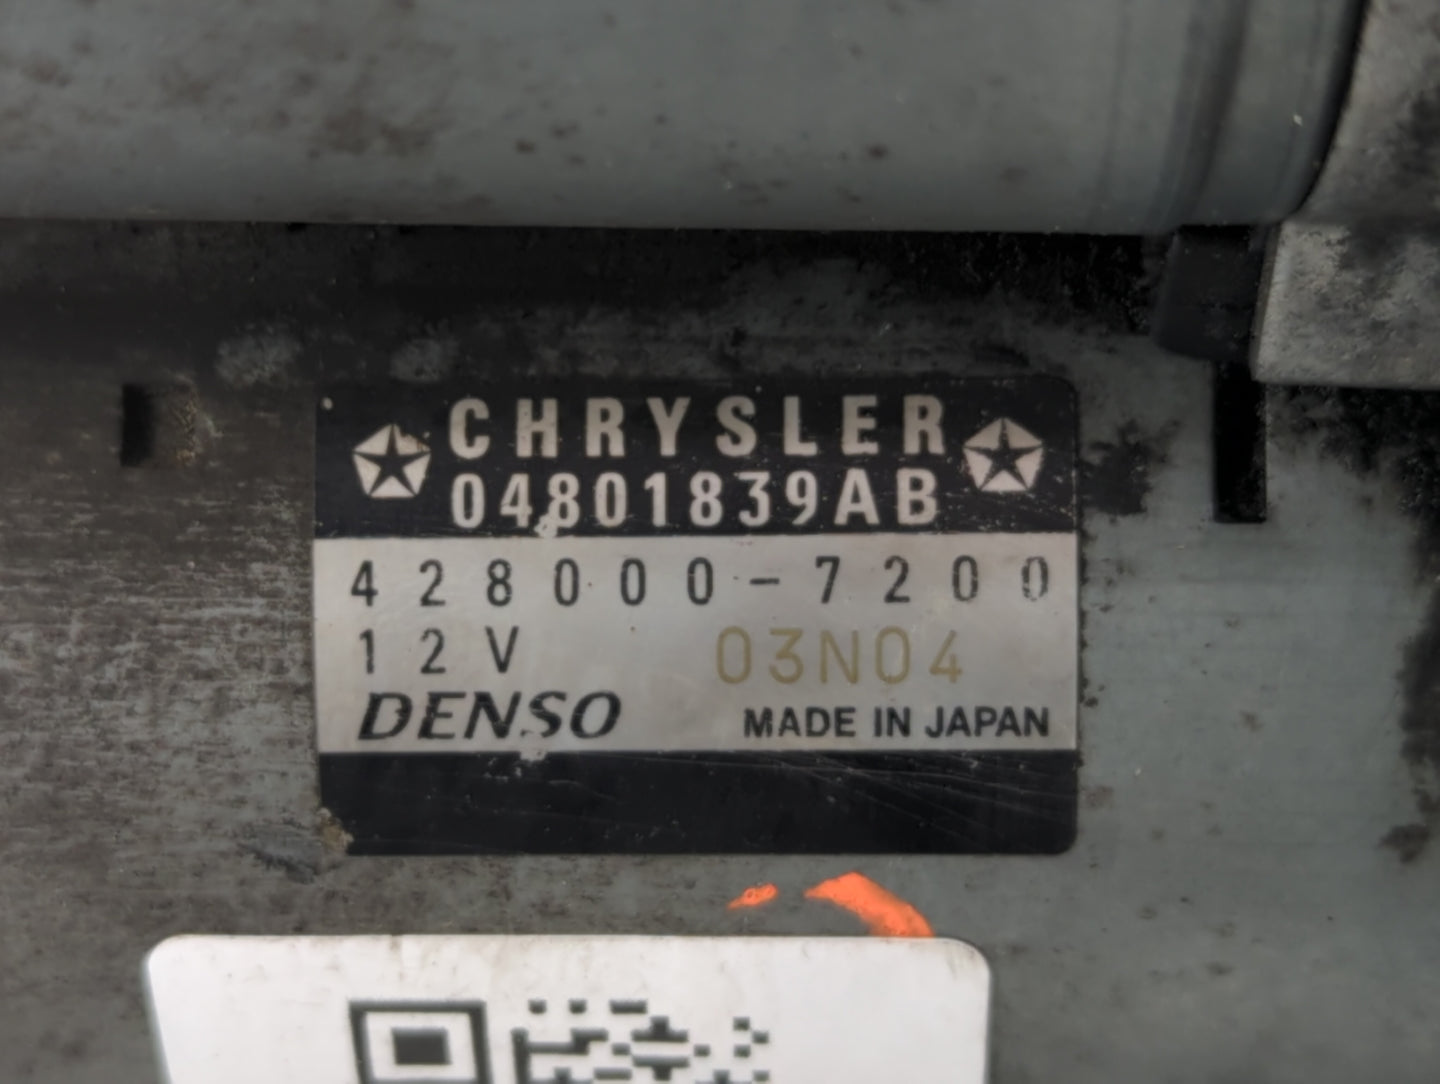 CHRYSLER
04801839AB
428000-7200
12V 03N04
DENSO MADE IN JAPAN